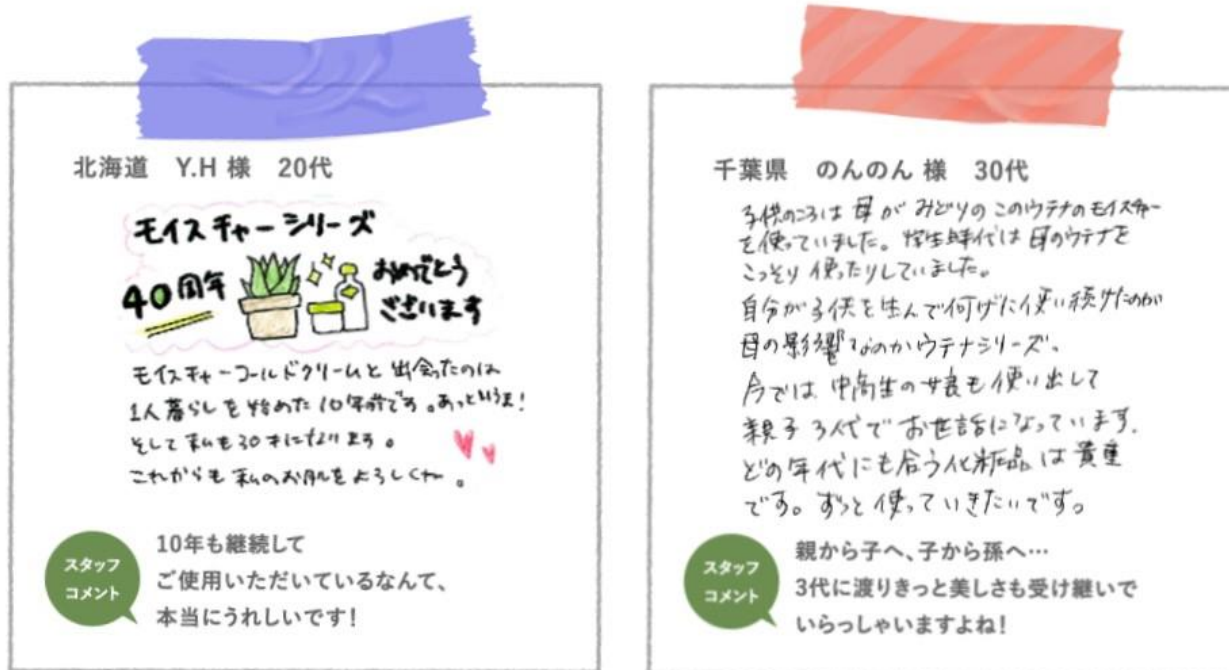 北海道 Y.H 様 20代
モイスチャーシリーズ
40周年
おめでとう
ございます
モイスチャーコールドクリームと出会ったのは
1人暮らしを始めた10年前です。あっというま!
そして私も30才になります。
これからも私のお肌をよろしくね。
スタッフ
コメント
10年も継続して
ご使用いただいているなんて、
本当にうれしいです!
千葉県 のんのん 様 30代
子供のころは母がみどりのこのウテナのモイスチャー
を使っていました。学生時代は母のウテナを
こっそり使ったりしていました。
自分が子供を生んで何げに使い続けたのが
母の影響なのかウテナシリーズ、
今では中高生の娘も使い出して
親子3代でお世話になっています。
どの年代にも合う化粧品は貴重
です。ずっと使っていきたいです。
スタッフ
コメント
親から子へ、子から孫へ…
3代に渡りきっと美しさも受け継いで
いらっしゃいますよね!